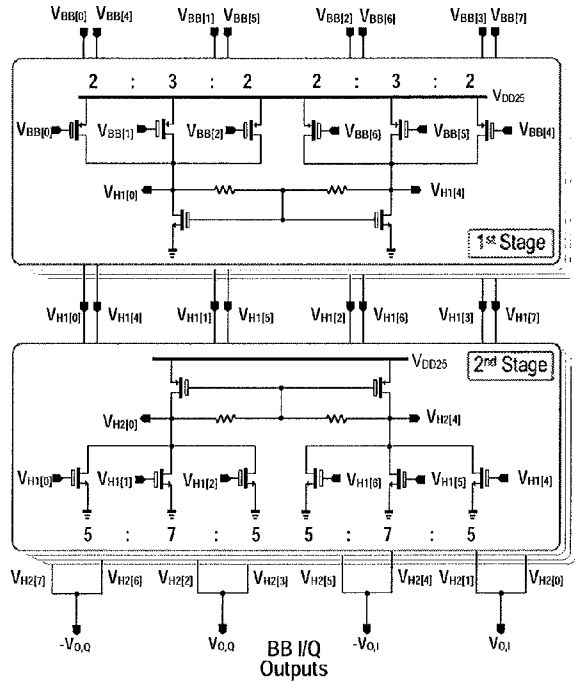 VBB[0] VBB[4] VBB[1] VBB[5] VBB[2] VBB[6] VBB[3] VBB[7]
2 : 3 : 2 2 : 3 : 2
VDD25
VBB[0] VBB[1] VBB[2] VBB[6] VBB[5] VBB[4]
VH1[0] VH1[4]
1st Stage
VH1[0] VH1[4] VH1[1] VH1[5] VH1[2] VH1[6] VH1[3] VH1[7]
VDD25
2nd Stage
VH2[0] VH2[4]
VH1[0] VH1[1] VH1[2] VH1[6] VH1[5] VH1[4]
5 : 7 : 5 5 : 7 : 5
VH2[7] VH2[6] VH2[2] VH2[3] VH2[5] VH2[4] VH2[1] VH2[0]
-VO,Q VO,Q -VO,I VO,I
BB I/Q
Outputs